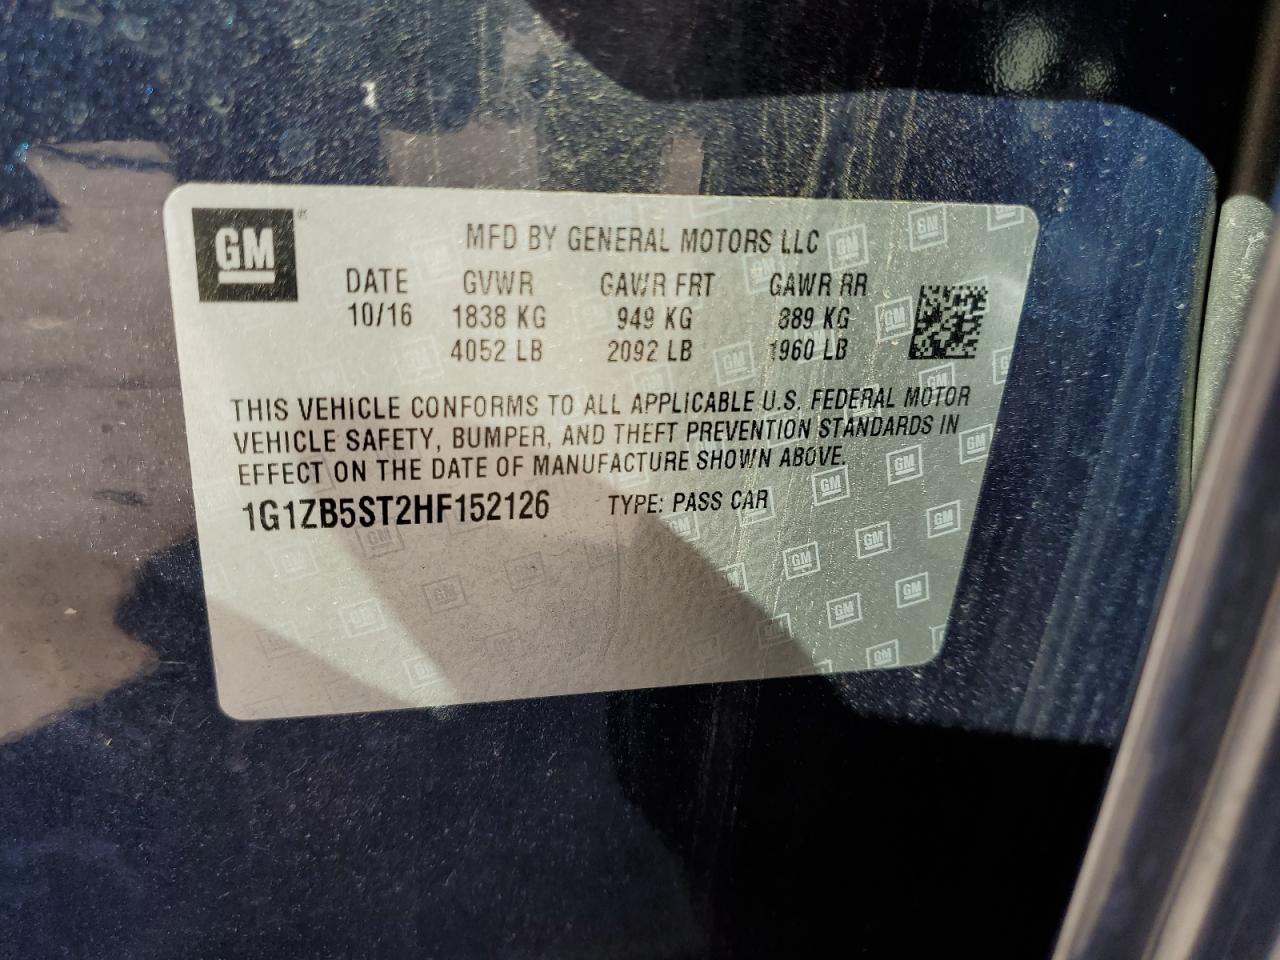 GM
MFD BY GENERAL MOTORS LLC
DATE GVWR GAWR FRT GAWR RR
10/16 1838 KG 949 KG 889 KG
4052 LB 2092 LB 1960 LB
THIS VEHICLE CONFORMS TO ALL APPLICABLE U.S. FEDERAL MOTOR
VEHICLE SAFETY, BUMPER, AND THEFT PREVENTION STANDARDS IN
EFFECT ON THE DATE OF MANUFACTURE SHOWN ABOVE.
1G1ZB5ST2HF152126 TYPE: PASS CAR